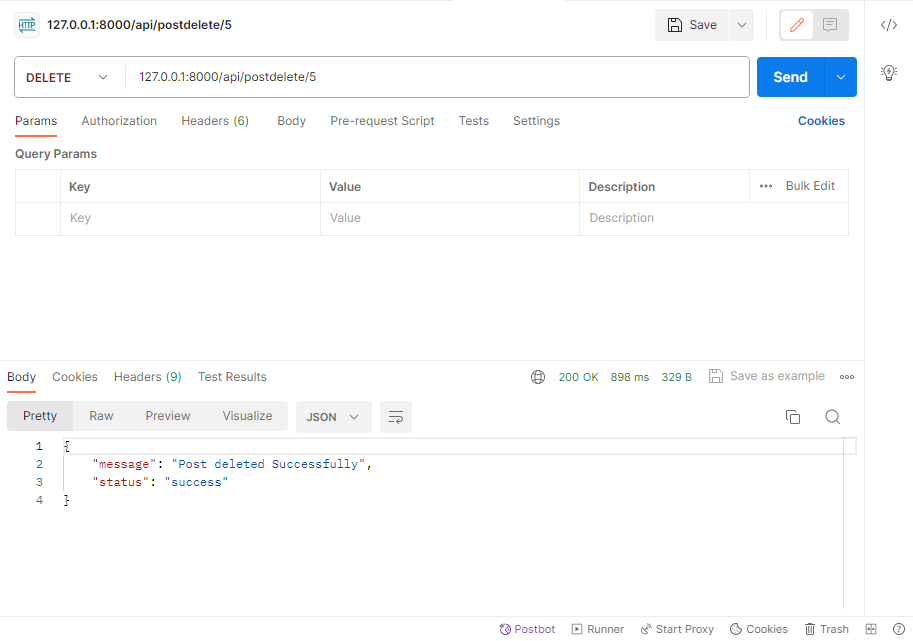 HTTP 127.0.0.1:8000/api/postdelete/5 Save
DELETE 127.0.0.1:8000/api/postdelete/5 Send
Params Authorization Headers (6) Body Pre-request Script Tests Settings Cookies
Query Params
Key Value Description Bulk Edit
Key Value Description
Body Cookies Headers (9) Test Results 200 OK 898 ms 329 B Save as example
Pretty Raw Preview Visualize JSON
1 {
2 "message": "Post deleted Successfully",
3 "status": "success"
4 }
Postbot Runner Start Proxy Cookies Trash